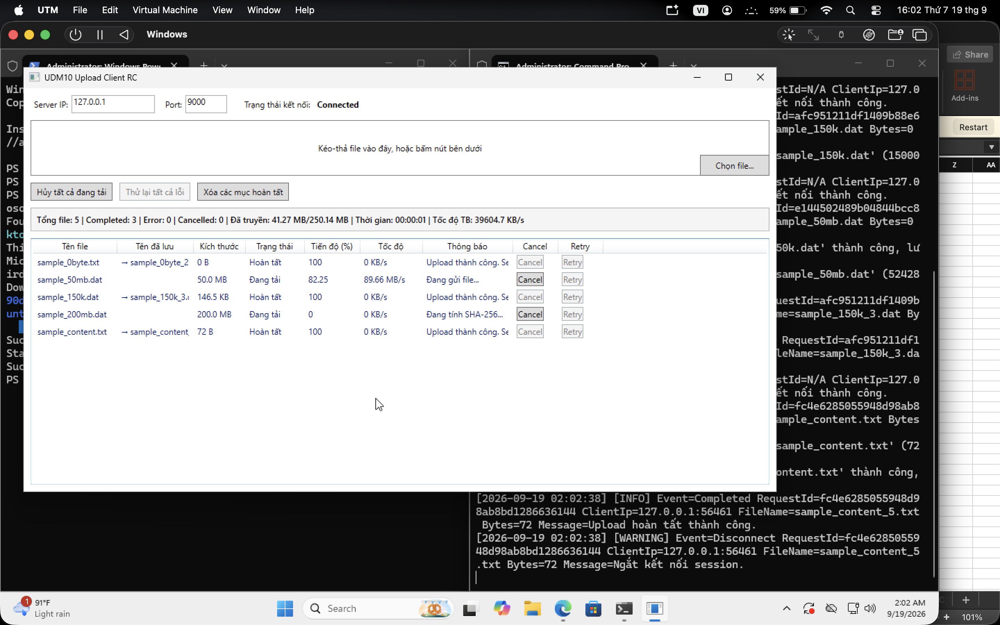 UTM File Edit Virtual Machine View Window Help VI 59% 16:02 Thứ 7 19 thg 9
Windows
Share
Add-ins
Restart
Z AA
UDM10 Upload Client RC
Server IP: 127.0.0.1 Port: 9000 Trạng thái kết nối: Connected
Kéo-thả file vào đây, hoặc bấm nút bên dưới
Chọn file...
Hủy tất cả đang tải Thử lại tất cả lỗi Xóa các mục hoàn tất
Tổng file: 5 | Completed: 3 | Error: 0 | Cancelled: 0 | Đã truyền: 41.27 MB/250.14 MB | Thời gian: 00:00:01 | Tốc độ TB: 39604.7 KB/s
Tên file Tên đã lưu Kích thước Trạng thái Tiến độ (%) Tốc độ Thông báo Cancel Retry
sample_0byte.txt → sample_0byte_2 0 B Hoàn tất 100 0 KB/s Upload thành công. Se Cancel Retry
sample_50mb.dat 50.0 MB Đang tải 82.25 89.66 MB/s Đang gửi file... Cancel Retry
sample_150k.dat → sample_150k_3.d 146.5 KB Hoàn tất 100 0 KB/s Upload thành công. Se Cancel Retry
sample_200mb.dat 200.0 MB Đang tải 0 0 KB/s Đang tính SHA-256... Cancel Retry
sample_content.txt → sample_content_ 72 B Hoàn tất 100 0 KB/s Upload thành công. Se Cancel Retry
Win
Cop
Ins
//a
PS
PS
PS
oso
Fou
kto
Thi
Mic
ird
Dow
90d
unt
Suc
Sta
Suc
PS
stId=N/A ClientIp=127.0
ết nối thành công.
Id=afc951211df1409b88e6
ample_150k.dat Bytes=0
sample_150k.dat' (15000
stId=N/A ClientIp=127.0
ết nối thành công.
Id=e144502489b04844bcc8
ample_50mb.dat Bytes=0
50k.dat' thành công, lư
sample_50mb.dat' (52428
uestId=afc951211df1409b
me=sample_150k_3.dat By
RequestId=afc951211df1
leName=sample_150k_3.da
stId=N/A ClientIp=127.0
ết nối thành công.
Id=fc4e6285055948d98ab8
ample_content.txt Bytes
sample_content.txt' (72
ontent.txt' thành công,
[2026-09-19 02:02:38] [INFO] Event=Completed RequestId=fc4e6285055948d9
8ab8bd1286636144 ClientIp=127.0.0.1:56461 FileName=sample_content_5.txt
Bytes=72 Message=Upload hoàn tất thành công.
[2026-09-19 02:02:38] [WARNING] Event=Disconnect RequestId=fc4e62850559
48d98ab8bd1286636144 ClientIp=127.0.0.1:56461 FileName=sample_content_5
.txt Bytes=72 Message=Ngắt kết nối session.
1 91°F
Light rain
Search
2:02 AM
9/19/2026
101%